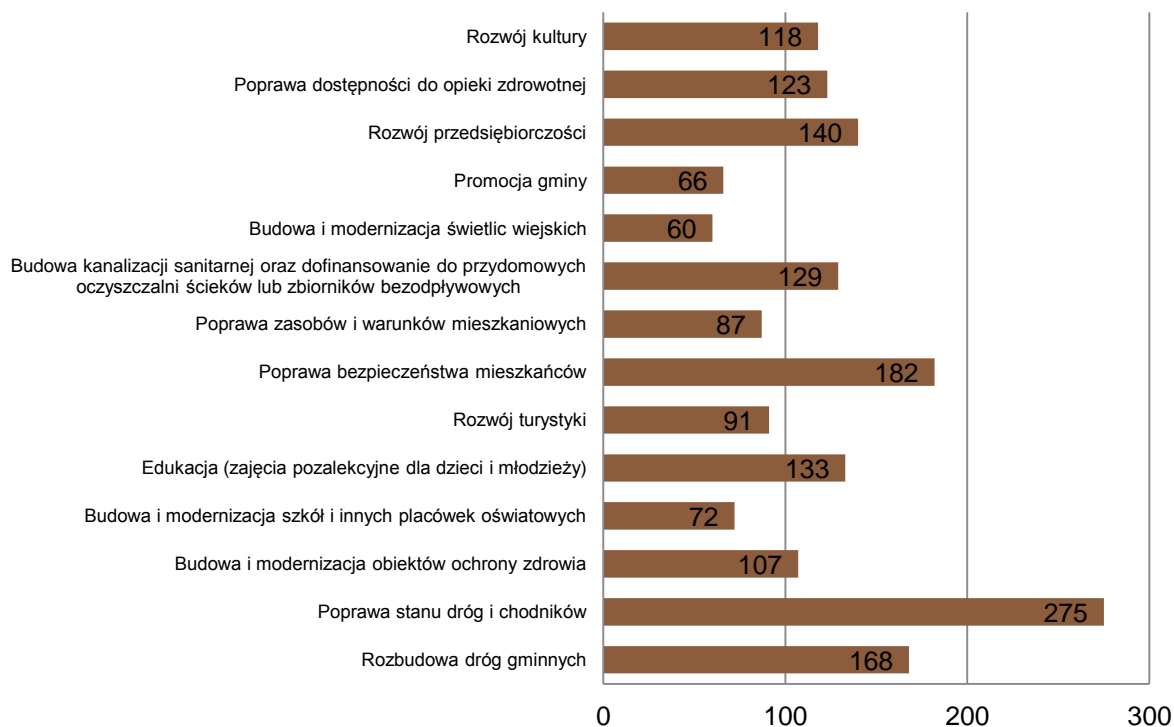 Rozwój kultury 118
Poprawa dostępności do opieki zdrowotnej 123
Rozwój przedsiębiorczości 140
Promocja gminy 66
Budowa i modernizacja świetlic wiejskich 60
Budowa kanalizacji sanitarnej oraz dofinansowanie do przydomowych
oczyszczalni ścieków lub zbiorników bezodpływowych 129
Poprawa zasobów i warunków mieszkaniowych 87
Poprawa bezpieczeństwa mieszkańców 182
Rozwój turystyki 91
Edukacja (zajęcia pozalekcyjne dla dzieci i młodzieży) 133
Budowa i modernizacja szkół i innych placówek oświatowych 72
Budowa i modernizacja obiektów ochrony zdrowia 107
Poprawa stanu dróg i chodników 275
Rozbudowa dróg gminnych 168
0 100 200 300